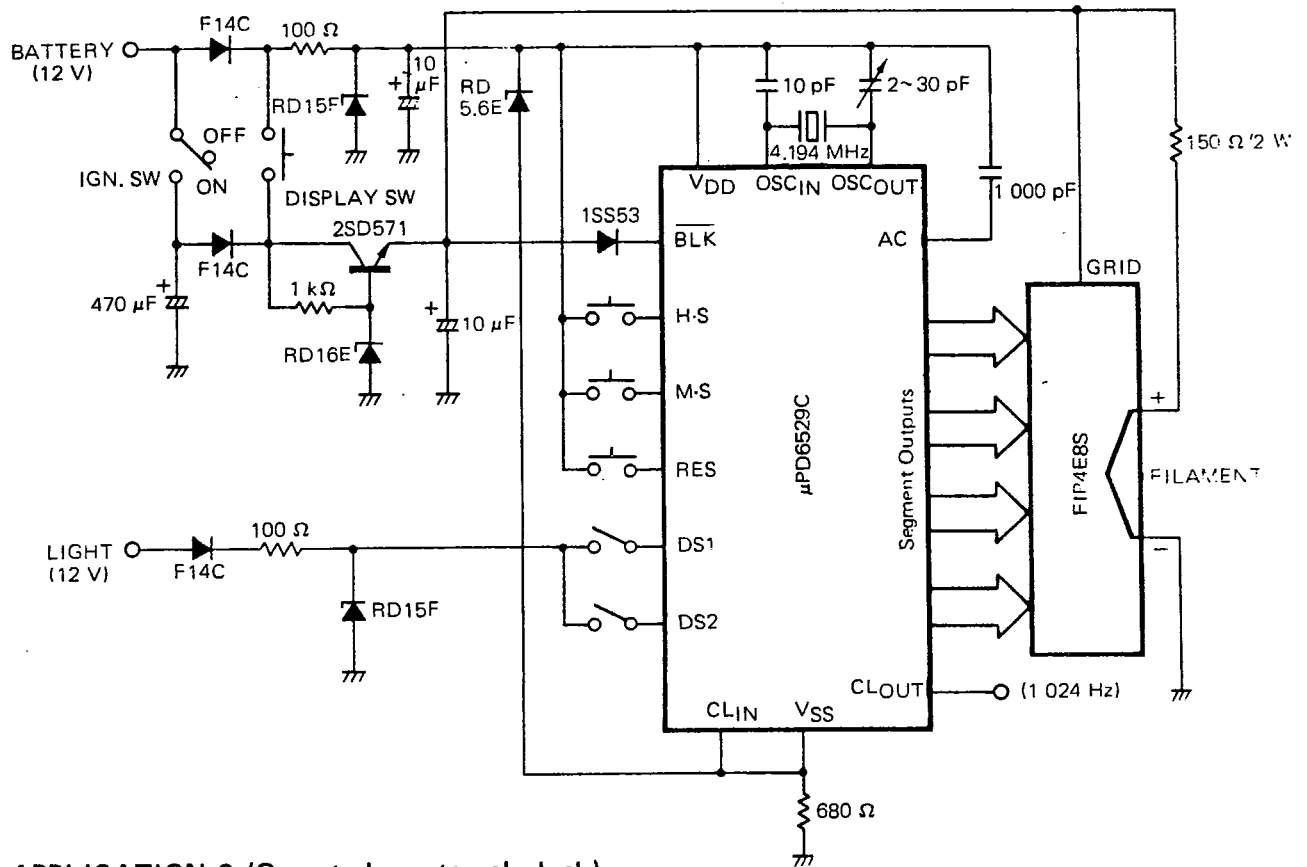 F14C
100 Ω
BATTERY
(12 V)
10
μF
+
RD15F
RD
5.6E
10 pF
2~30 pF
4.194 MHz
150 Ω
OFF
ON
IGN. SW
DISPLAY SW
2SD571
F14C
1 kΩ
470 μF
+
RD16E
+
10 μF
1SS53
VDD
OSCIN
OSCOUT
1 000 pF
BLK
AC
GRID
H·S
M·S
RES
DS1
DS2
μPD6529C
Segment Outputs
FIP4E8S
+
FILAMENT
−
LIGHT
(12 V)
F14C
100 Ω
RD15F
CLOUT
(1 024 Hz)
CLIN
VSS
680 Ω